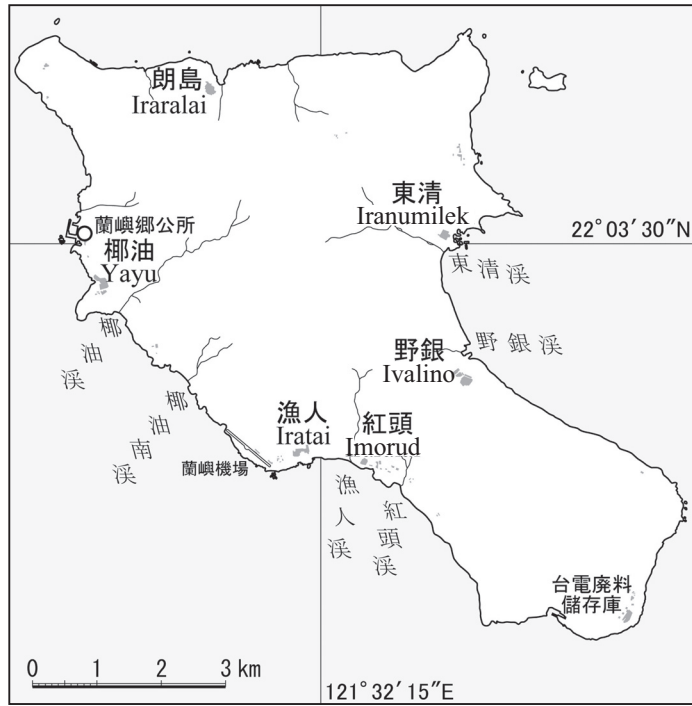 朗島
Iraralai
東清
Iranumilek
蘭嶼郷公所
22°03′30″N
椰油
Yayu
東清渓
椰油渓
野銀渓
野銀
Ivalino
椰油南渓
漁人
Iratai
紅頭
Imorud
蘭嶼機場
漁人渓
紅頭渓
台電廃料
儲存庫
0 1 2 3 km
121°32′15″E